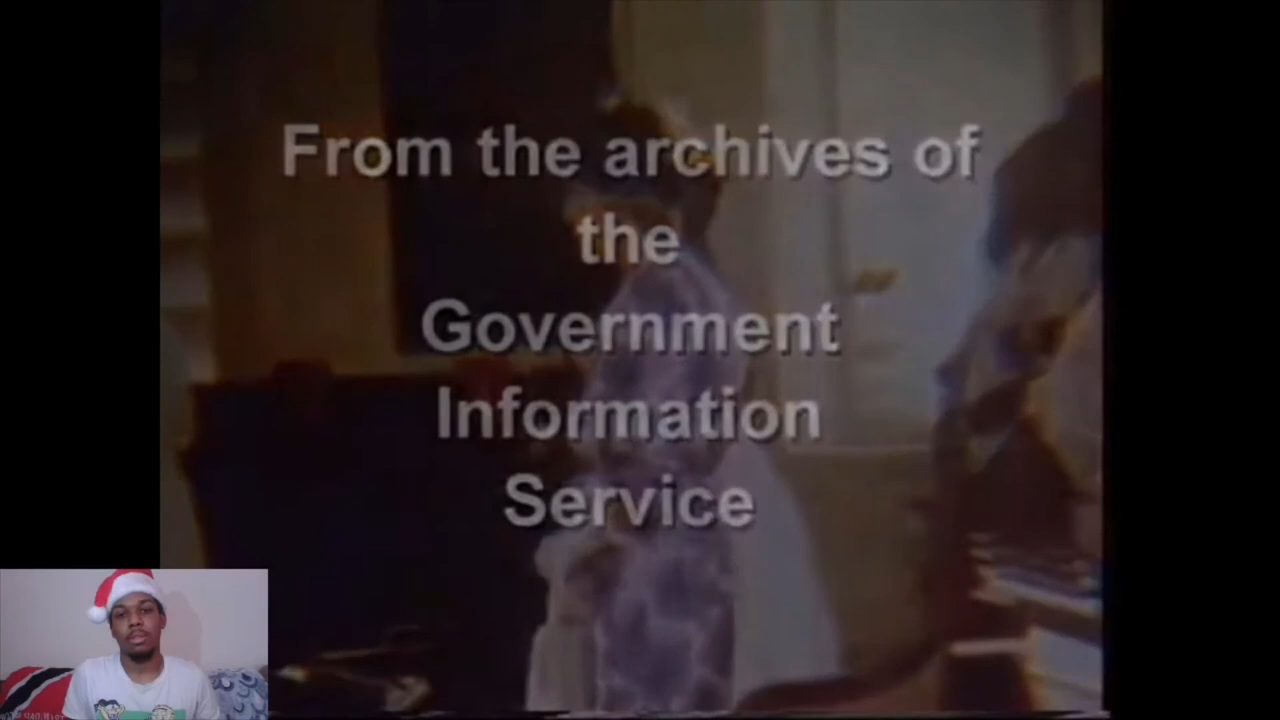 From the archives of
the
Government
Information
Service